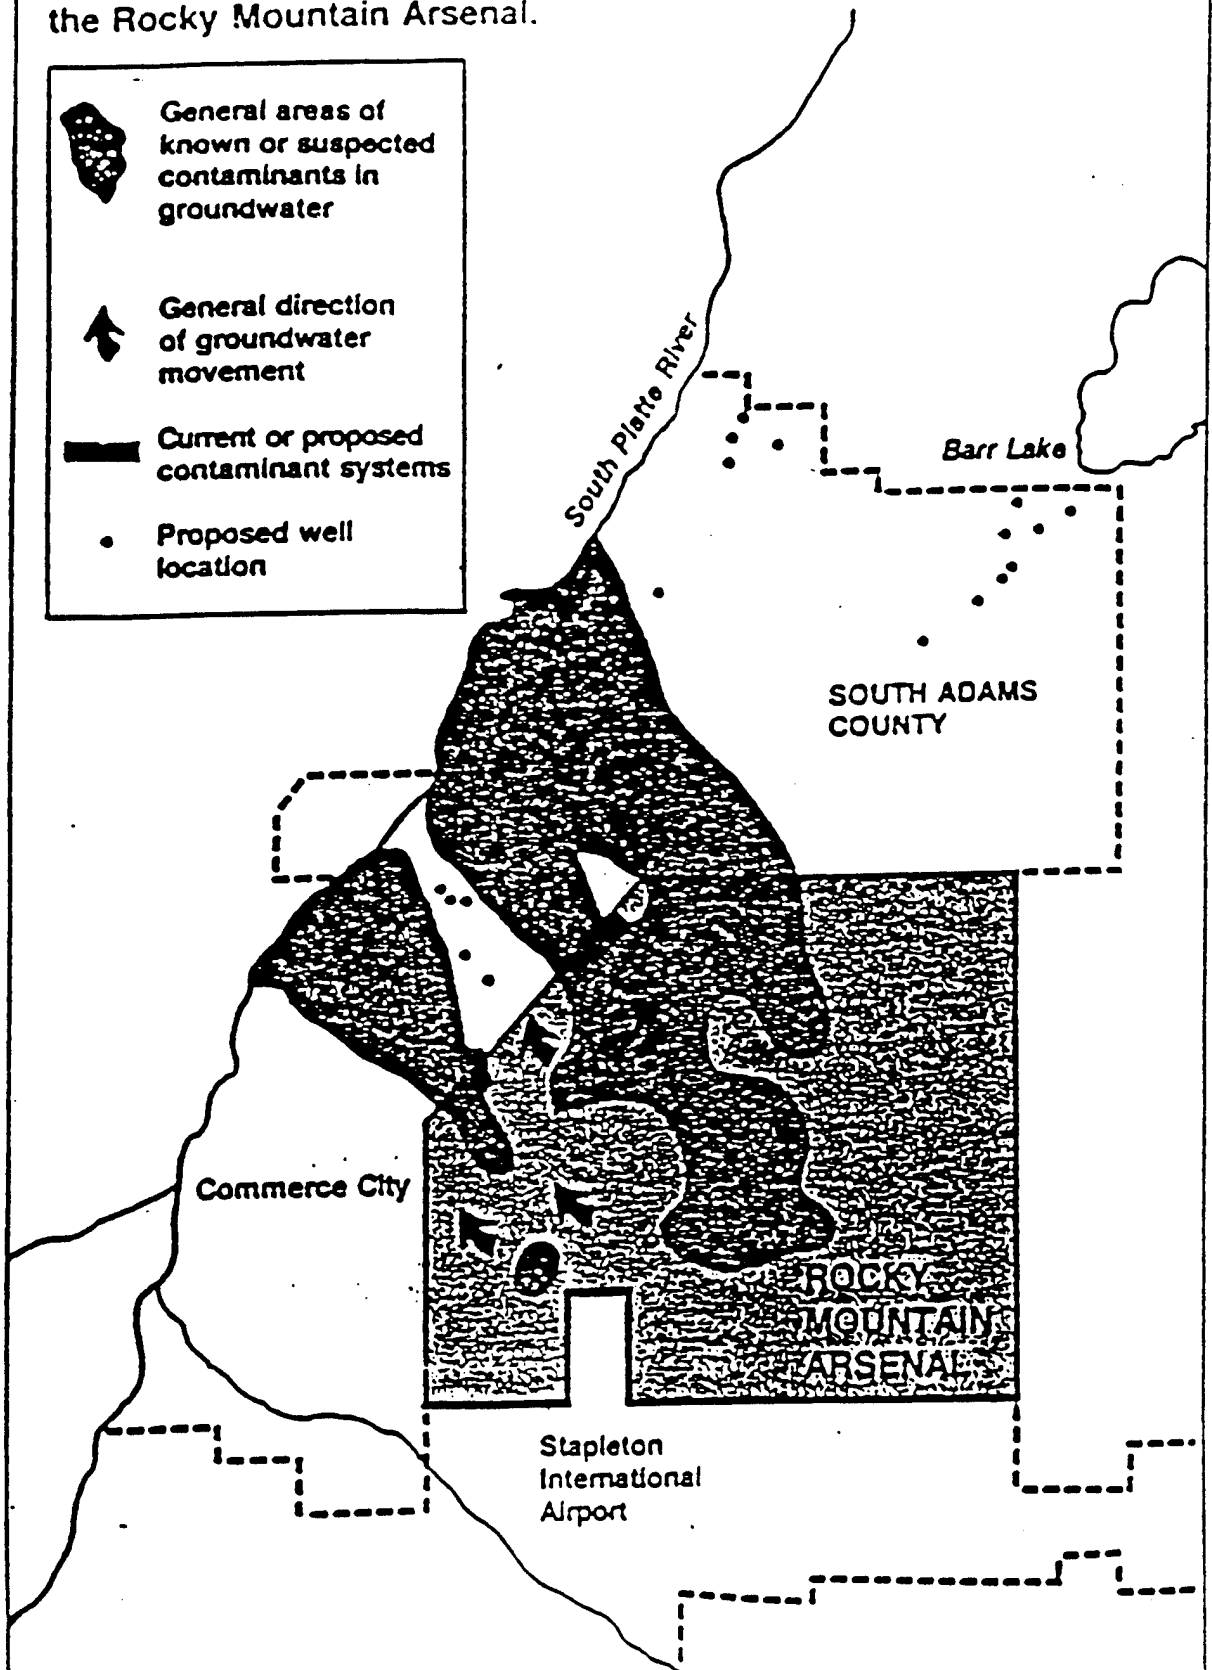 the Rocky Mountain Arsenal.
General areas of
known or suspected
contaminants in
groundwater
General direction
of groundwater
movement
Current or proposed
contaminant systems
Proposed well
location
South Platte River
Barr Lake
SOUTH ADAMS
COUNTY
Commerce City
ROCKY
MOUNTAIN
ARSENAL
Stapleton
International
Airport